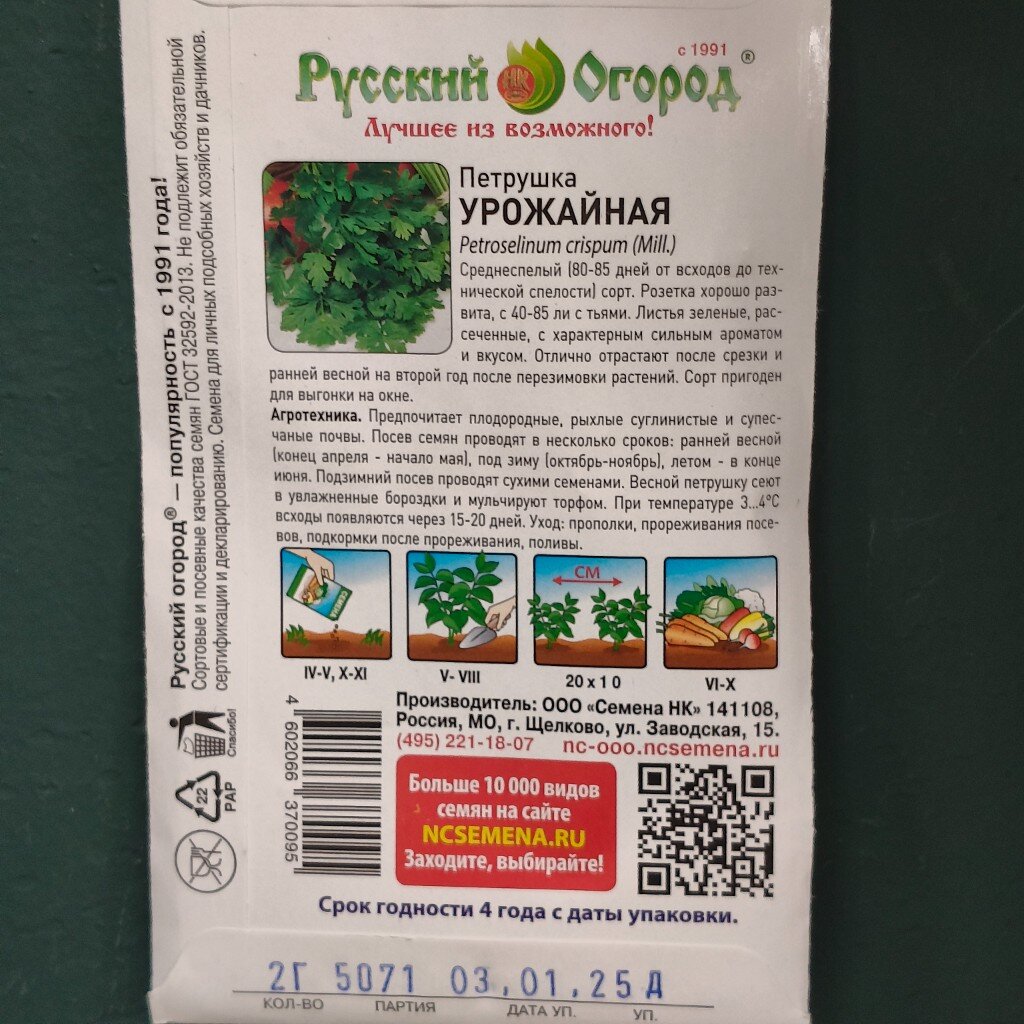 с 1991
Русский НК Огород®
Лучшее из возможного!
Петрушка
УРОЖАЙНАЯ
Petroselinum crispum (Mill.)
Среднеспелый (80-85 дней от всходов до тех-
нической спелости) сорт. Розетка хорошо раз-
вита, с 40-85 ли с тьями. Листья зеленые, рас-
сеченные, с характерным сильным ароматом
и вкусом. Отлично отрастают после срезки и
ранней весной на второй год после перезимовки растений. Сорт пригоден
для выгонки на окне.
Агротехника. Предпочитает плодородные, рыхлые суглинистые и супес-
чаные почвы. Посев семян проводят в несколько сроков: ранней весной
(конец апреля - начало мая), под зиму (октябрь-ноябрь), летом - в конце
июня. Подзимний посев проводят сухими семенами. Весной петрушку сеют
в увлажненные бороздки и мульчируют торфом. При температуре 3...4°С
всходы появляются через 15-20 дней. Уход: прополки, прореживания посе-
вов, подкормки после прореживания, поливы.
СЕМЕНА
СМ
IV-V, X-XI
V- VIII
20 x 1 0
VI-X
Производитель: ООО «Семена НК» 141108,
Россия, МО, г. Щелково, ул. Заводская, 15.
(495) 221-18-07 nc-ooo.ncsemena.ru
Больше 10 000 видов
семян на сайте
NCSEMENA.RU
Заходите, выбирайте!
4 602066 370095
Срок годности 4 года с даты упаковки.
2Г 5071 03.01.25 Д
КОЛ-ВО ПАРТИЯ ДАТА УП. УП.
Русский огород® — популярность с 1991 года!
Сортовые и посевные качества семян ГОСТ 32592-2013. Не подлежит обязательной
сертификации и декларированию. Семена для личных подсобных хозяйств и дачников.
Спасибо!
22
PAP